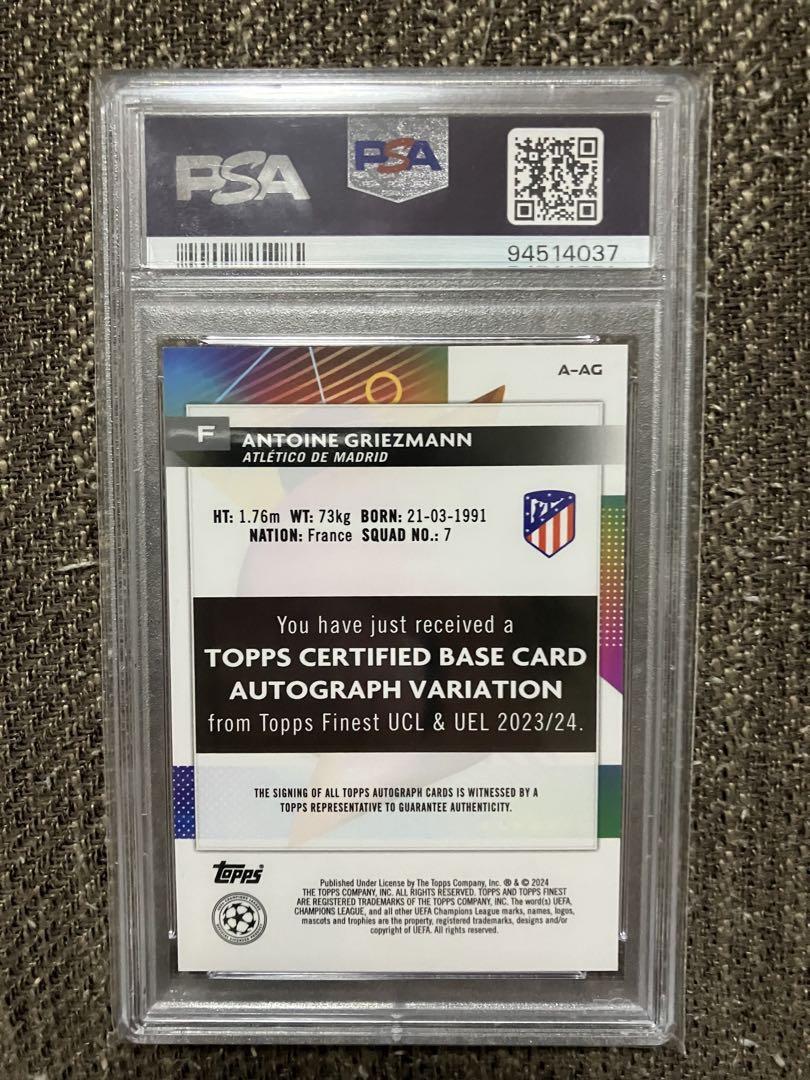 PSA
PSA
94514037
A-AG
F
ANTOINE GRIEZMANN
ATLÉTICO DE MADRID
HT: 1.76m WT: 73kg BORN: 21-03-1991
NATION: France SQUAD NO.: 7
You have just received a
TOPPS CERTIFIED BASE CARD
AUTOGRAPH VARIATION
from Topps Finest UCL & UEL 2023/24.
THE SIGNING OF ALL TOPPS AUTOGRAPH CARDS IS WITNESSED BY A
TOPPS REPRESENTATIVE TO GUARANTEE AUTHENTICITY.
Topps
Published Under License by The Topps Company, Inc. ® & © 2024
THE TOPPS COMPANY, INC. ALL RIGHTS RESERVED. TOPPS AND TOPPS FINEST
ARE REGISTERED TRADEMARKS OF THE TOPPS COMPANY, INC. The word(s) UEFA,
CHAMPIONS LEAGUE, and all other UEFA Champions League marks, names, logos,
mascots and trophies are the property, registered trademarks, designs and/or
copyright of UEFA. All rights reserved.